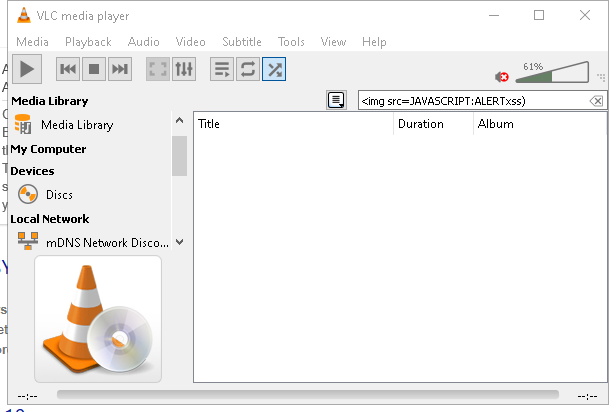 VLC media player
Media Playback Audio Video Subtitle Tools View Help
61%
Media Library
<img src=JAVASCRIPT:ALERTxss)
Media Library
Title Duration Album
My Computer
Devices
Discs
Local Network
mDNS Network Disco...
--:-- --:--